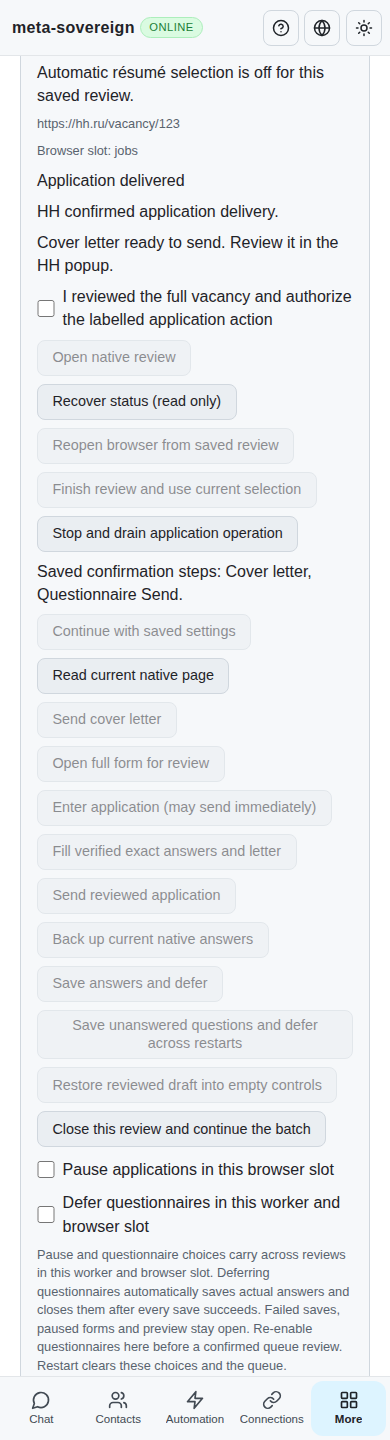 meta-sovereign ONLINE
Automatic résumé selection is off for this
saved review.
https://hh.ru/vacancy/123
Browser slot: jobs
Application delivered
HH confirmed application delivery.
Cover letter ready to send. Review it in the
HH popup.
I reviewed the full vacancy and authorize
the labelled application action
Open native review
Recover status (read only)
Reopen browser from saved review
Finish review and use current selection
Stop and drain application operation
Saved confirmation steps: Cover letter,
Questionnaire Send.
Continue with saved settings
Read current native page
Send cover letter
Open full form for review
Enter application (may send immediately)
Fill verified exact answers and letter
Send reviewed application
Back up current native answers
Save answers and defer
Save unanswered questions and defer
across restarts
Restore reviewed draft into empty controls
Close this review and continue the batch
Pause applications in this browser slot
Defer questionnaires in this worker and
browser slot
Pause and questionnaire choices carry across reviews
in this worker and browser slot. Deferring
questionnaires automatically saves actual answers and
closes them after every save succeeds. Failed saves,
paused forms and preview stay open. Re-enable
questionnaires here before a confirmed queue review.
Restart clears these choices and the queue.
Chat Contacts Automation Connections More